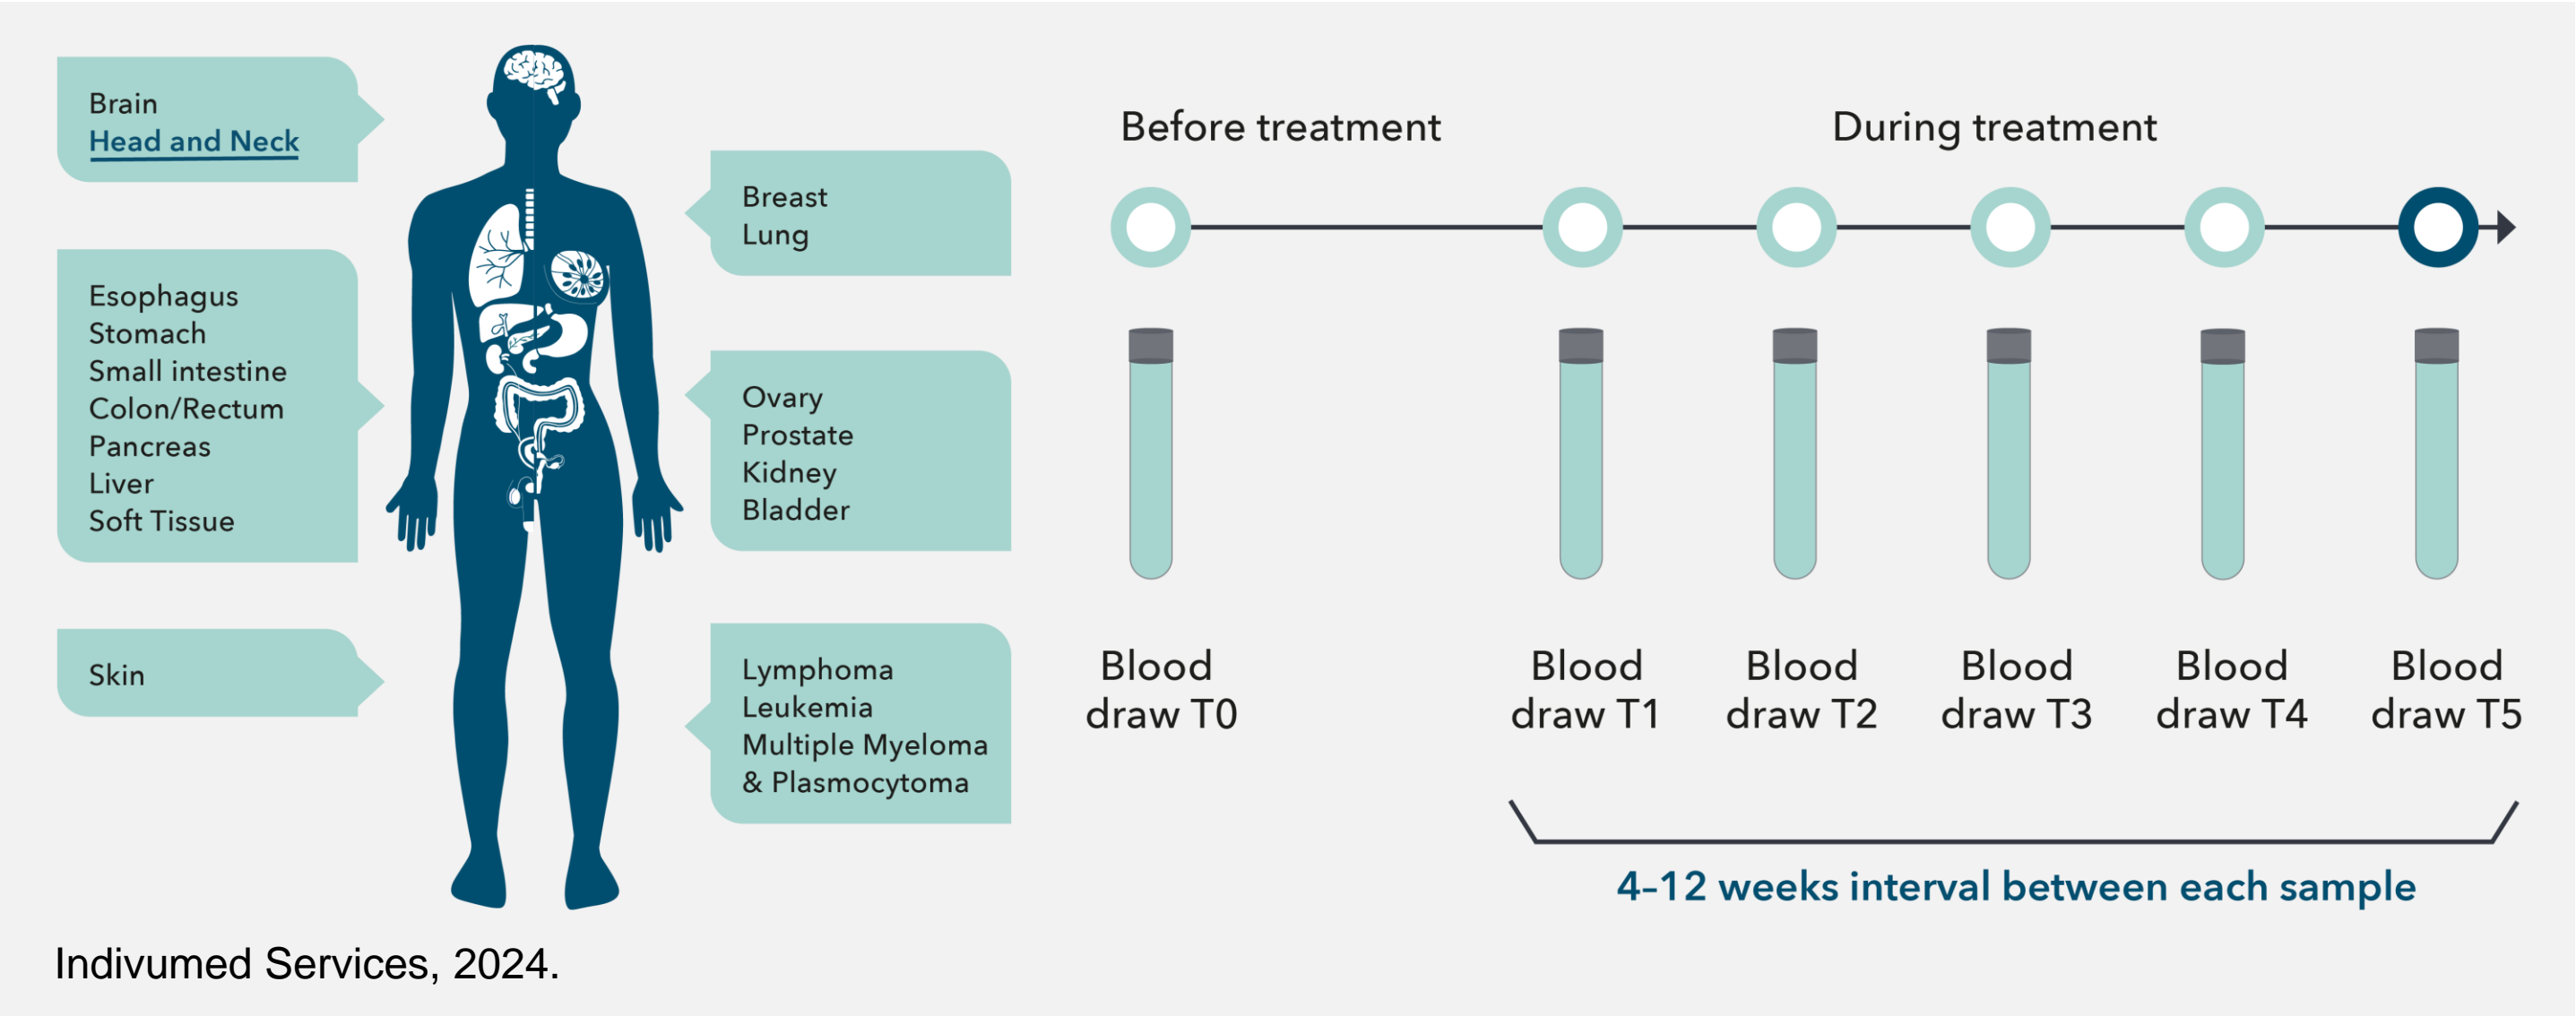 Brain
Head and Neck
Esophagus
Stomach
Small intestine
Colon/Rectum
Pancreas
Liver
Soft Tissue
Skin
Breast
Lung
Ovary
Prostate
Kidney
Bladder
Lymphoma
Leukemia
Multiple Myeloma
& Plasmocytoma
Before treatment
During treatment
Blood
draw T0
Blood
draw T1
Blood
draw T2
Blood
draw T3
Blood
draw T4
Blood
draw T5
4–12 weeks interval between each sample
Indivumed Services, 2024.